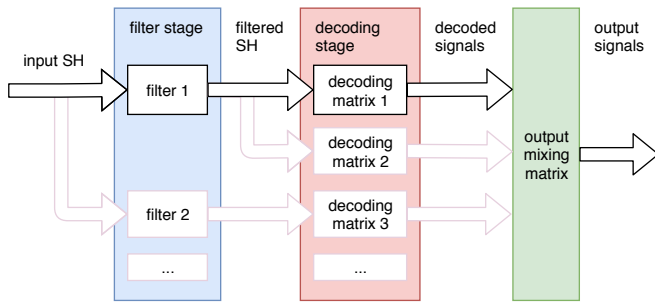 input SH
filter stage
filtered
SH
decoding
stage
decoded
signals
output
signals
filter 1
decoding
matrix 1
decoding
matrix 2
output
mixing
matrix
filter 2
decoding
matrix 3
...
...